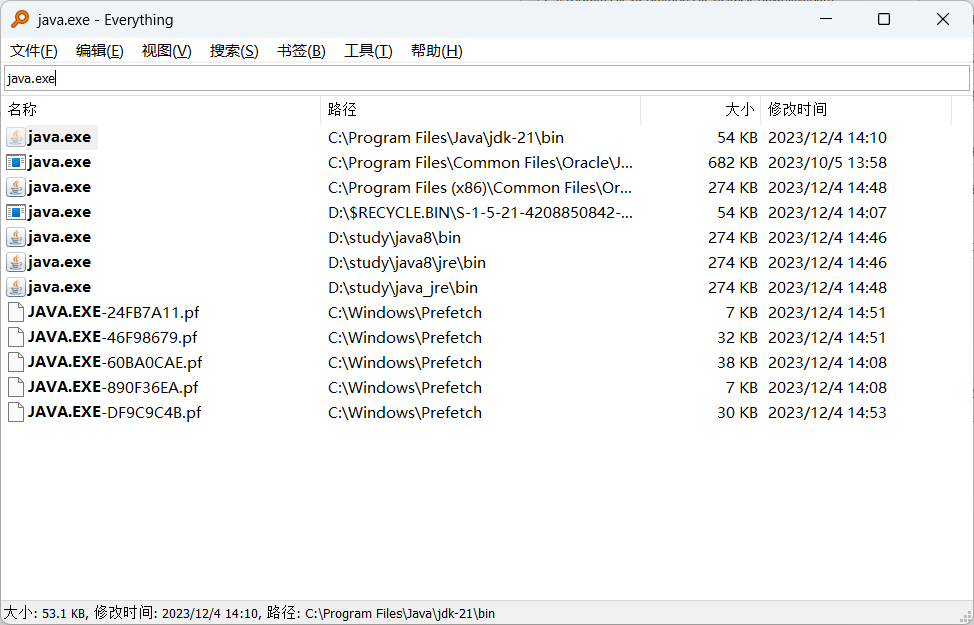 java.exe - Everything
文件(F) 编辑(E) 视图(V) 搜索(S) 书签(B) 工具(T) 帮助(H)
java.exe
名称 路径 大小 修改时间
java.exe C:\Program Files\Java\jdk-21\bin 54 KB 2023/12/4 14:10
java.exe C:\Program Files\Common Files\Oracle\J... 682 KB 2023/10/5 13:58
java.exe C:\Program Files (x86)\Common Files\Or... 274 KB 2023/12/4 14:48
java.exe D:\$RECYCLE.BIN\S-1-5-21-4208850842-... 54 KB 2023/12/4 14:07
java.exe D:\study\java8\bin 274 KB 2023/12/4 14:46
java.exe D:\study\java8\jre\bin 274 KB 2023/12/4 14:46
java.exe D:\study\java_jre\bin 274 KB 2023/12/4 14:48
JAVA.EXE-24FB7A11.pf C:\Windows\Prefetch 7 KB 2023/12/4 14:51
JAVA.EXE-46F98679.pf C:\Windows\Prefetch 32 KB 2023/12/4 14:51
JAVA.EXE-60BA0CAE.pf C:\Windows\Prefetch 38 KB 2023/12/4 14:08
JAVA.EXE-890F36EA.pf C:\Windows\Prefetch 7 KB 2023/12/4 14:08
JAVA.EXE-DF9C9C4B.pf C:\Windows\Prefetch 30 KB 2023/12/4 14:53
大小: 53.1 KB, 修改时间: 2023/12/4 14:10, 路径: C:\Program Files\Java\jdk-21\bin